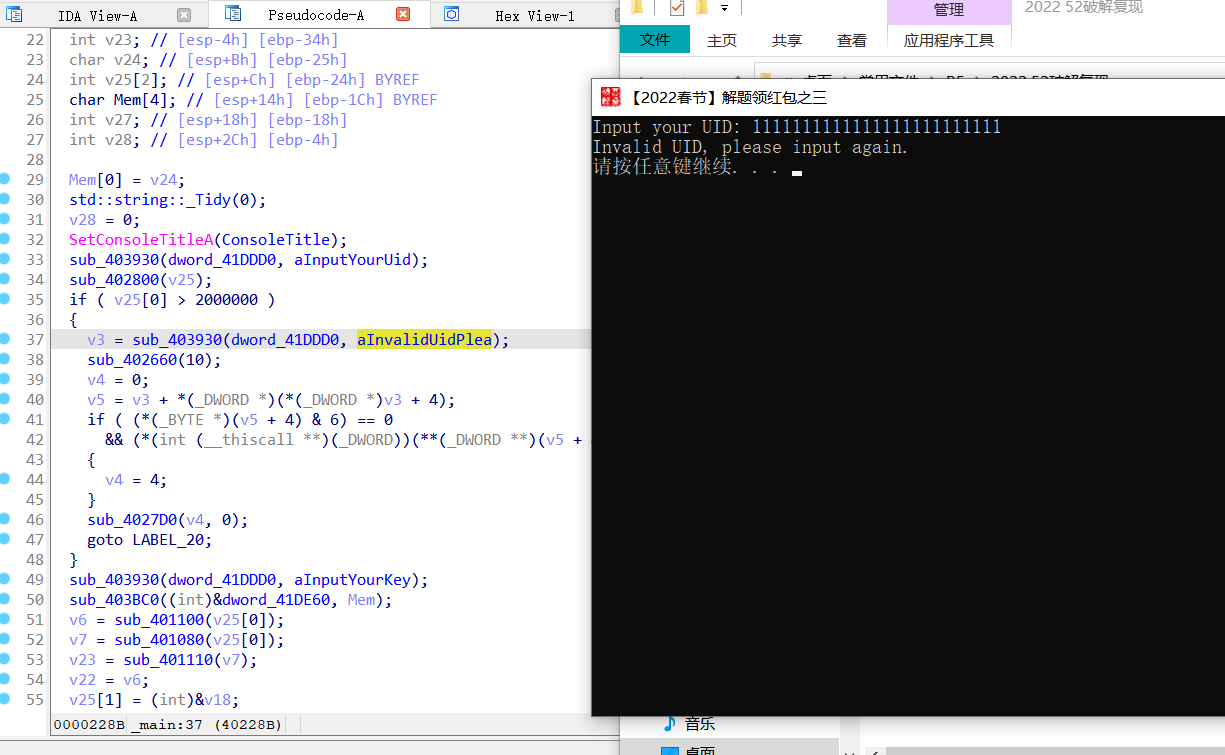 IDA View-A
Pseudocode-A
Hex View-1
22 int v23; // [esp-4h] [ebp-34h]
23 char v24; // [esp+Bh] [ebp-25h]
24 int v25[2]; // [esp+Ch] [ebp-24h] BYREF
25 char Mem[4]; // [esp+14h] [ebp-1Ch] BYREF
26 int v27; // [esp+18h] [ebp-18h]
27 int v28; // [esp+2Ch] [ebp-4h]
28
29 Mem[0] = v24;
30 std::string::_Tidy(0);
31 v28 = 0;
32 SetConsoleTitleA(ConsoleTitle);
33 sub_403930(dword_41DDD0, aInputYourUid);
34 sub_402800(v25);
35 if ( v25[0] > 2000000 )
36 {
37 v3 = sub_403930(dword_41DDD0, aInvalidUidPlea);
38 sub_402660(10);
39 v4 = 0;
40 v5 = v3 + *(_DWORD *)(*(_DWORD *)v3 + 4);
41 if ( (*(_BYTE *)(v5 + 4) & 6) == 0
42 && (*(int (__thiscall **)(_DWORD))(**(_DWORD **)(v5 +
43 {
44 v4 = 4;
45 }
46 sub_4027D0(v4, 0);
47 goto LABEL_20;
48 }
49 sub_403930(dword_41DDD0, aInputYourKey);
50 sub_403BC0((int)&dword_41DE60, Mem);
51 v6 = sub_401100(v25[0]);
52 v7 = sub_401080(v25[0]);
53 v23 = sub_401110(v7);
54 v22 = v6;
55 v25[1] = (int)&v18;
0000228B _main:37 (40228B)
管理
2022 52破解复现
文件 主页 共享 查看 应用程序工具
【2022春节】解题领红包之三
Input your UID: 1111111111111111111111111
Invalid UID, please input again.
请按任意键继续. . .
音乐
桌面